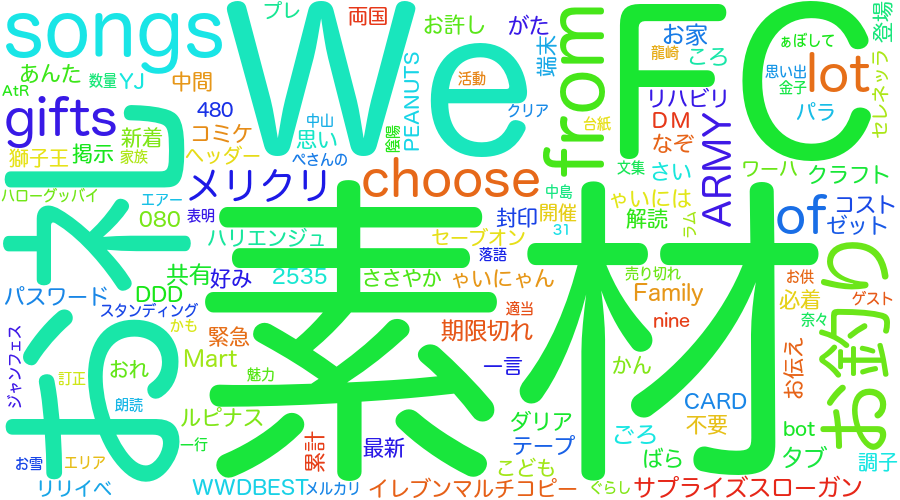 songs
プレ
両国
お許し
がた
We
FC
from
端末
お家
龍崎
ころ
ぁぼして
登場
あんた
数量
YJ
中間
AtR
gifts
480
新着
家族
獅子王
掲示
コミケ
ヘッダー
中山
思い
ぺさんの
陰陽
PEANUTS
活動
クリア
台紙
リハビリ
DM
なぞ
思い出
金子
パラ
lot
セレネッラ
ハローグッバイ
エアー
メリクリ
choose
中島
文集
さい
ARMY
ワーハ
クラフト
080
表明
封印
開催
31
ゃいには
解読
ラム
of
コスト
ゼット
おネし
素材
ハリエンジュ
セーブオン
落語
共有
好み
2535
ささやか
ゃいにゃん
売り切れ
お供
パスワード
DDD
スタンディング
適当
Family
必着
ゲスト
奈々
お釣り
ジャンフェス
かも
緊急
期限切れ
nine
Mart
一言
かん
お伝え
訂正
おれ
魅力
朗読
ルピナス
CARD
ダリア
不要
ごろ
bot
一行
累計
最新
テープ
お雪
エリア
こども
ばら
タブ
調子
リリイベ
WWDBEST
メルカリ
イレブンマルチコピー
ぐらし
サプライズスローガン